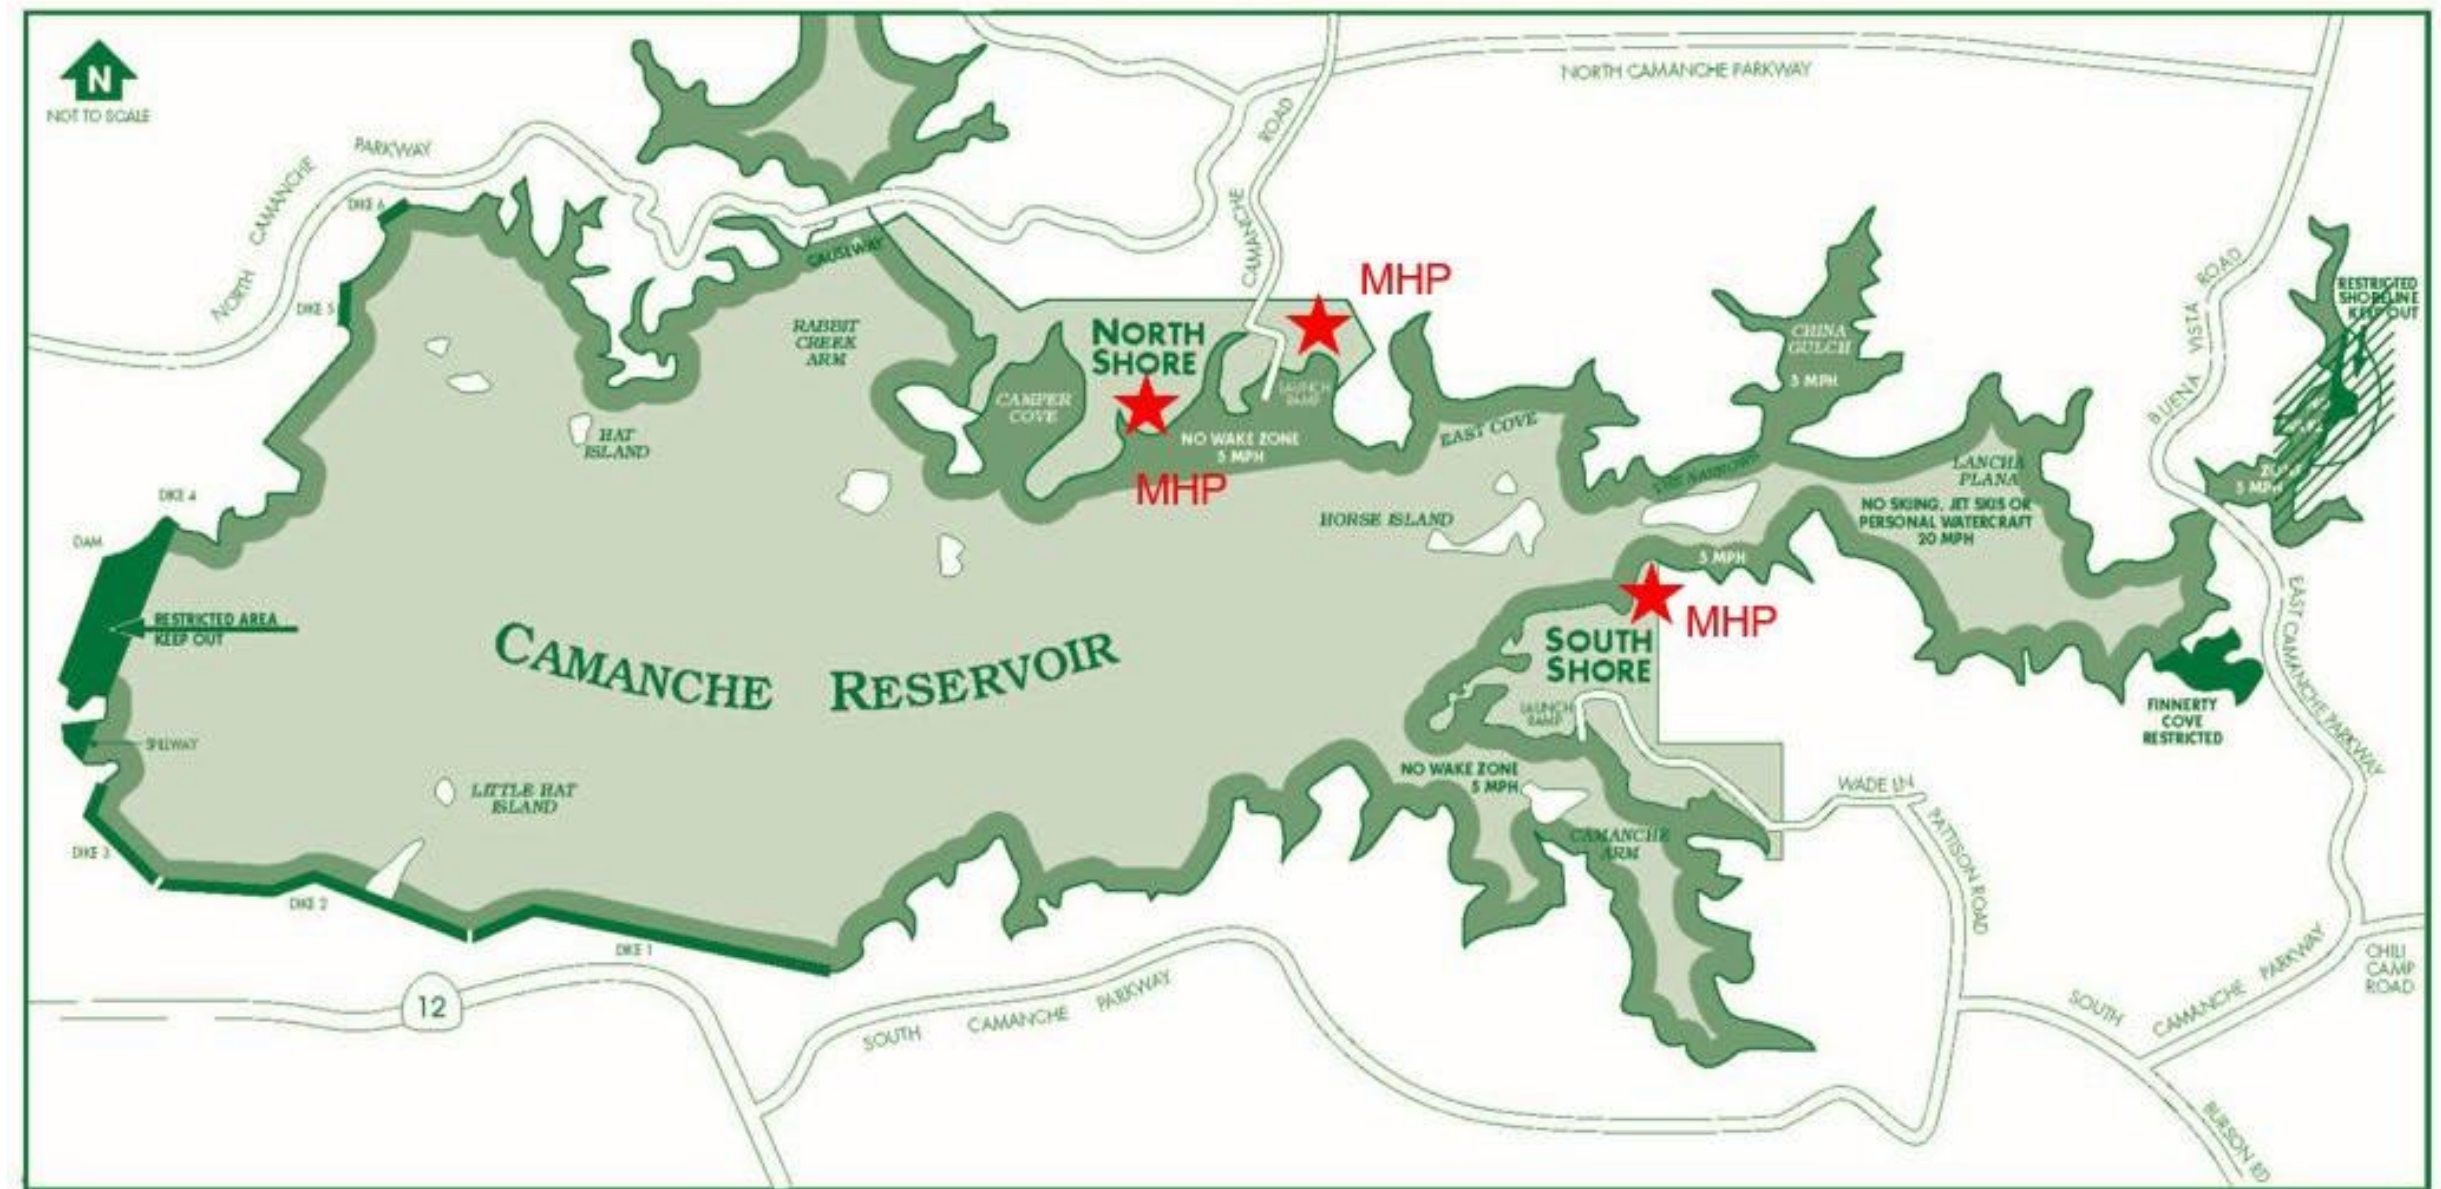 N
NOT TO SCALE
NORTH CAMANCHE PARKWAY
NORTH CAMANCHE PARKWAY
CAMANCHE ROAD
DIKE 6
DIKE 5
CAUSEWAY
MHP
RESTRICTED
SHORELINE
KEEP OUT
RABBIT
CREEK
ARM
NORTH
SHORE
CHINA
GULCH
5 MPH
BUENA VISTA ROAD
CAMPER
COVE
LAUNCH
RAMP
HAT
ISLAND
NO WAKE ZONE
5 MPH
EAST COVE
MHP
THE NARROWS
LANCHA
PLANA
ZONE
5 MPH
DIKE 4
HORSE ISLAND
NO SKIING, JET SKIS OR
PERSONAL WATERCRAFT
20 MPH
DAM
5 MPH
RESTRICTED AREA
KEEP OUT
MHP
CAMANCHE RESERVOIR
SOUTH
SHORE
EAST CAMANCHE PARKWAY
LAUNCH
RAMP
FINNERTY
COVE
RESTRICTED
SPILLWAY
NO WAKE ZONE
5 MPH
LITTLE HAT
ISLAND
WADE LN
PATTISON ROAD
CAMANCHE
ARM
DIKE 3
DIKE 2
DIKE 1
12
SOUTH CAMANCHE PARKWAY
SOUTH CAMANCHE PARKWAY
CHILI
CAMP
ROAD
BURSON RD